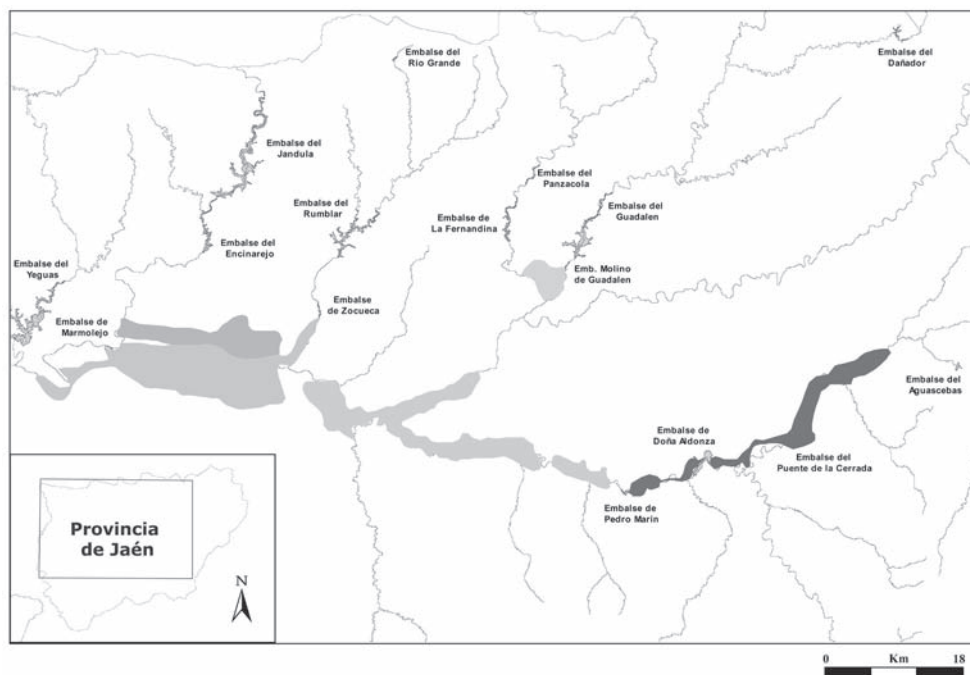 Embalse del
Río Grande
Embalse del
Dañador
Embalse del
Jandula
Embalse del
Panzacola
Embalse del
Rumblar
Embalse del
Guadalen
Embalse de
La Fernandina
Embalse del
Encinarejo
Embalse del
Yeguas
Emb. Molino
de Guadalen
Embalse
de Zocueca
Embalse de
Marmolejo
Embalse del
Aguascebas
Embalse de
Doña Aldonza
Embalse del
Puente de la Cerrada
Embalse de
Pedro Marín
Provincia
de Jaén
N
0 Km 18